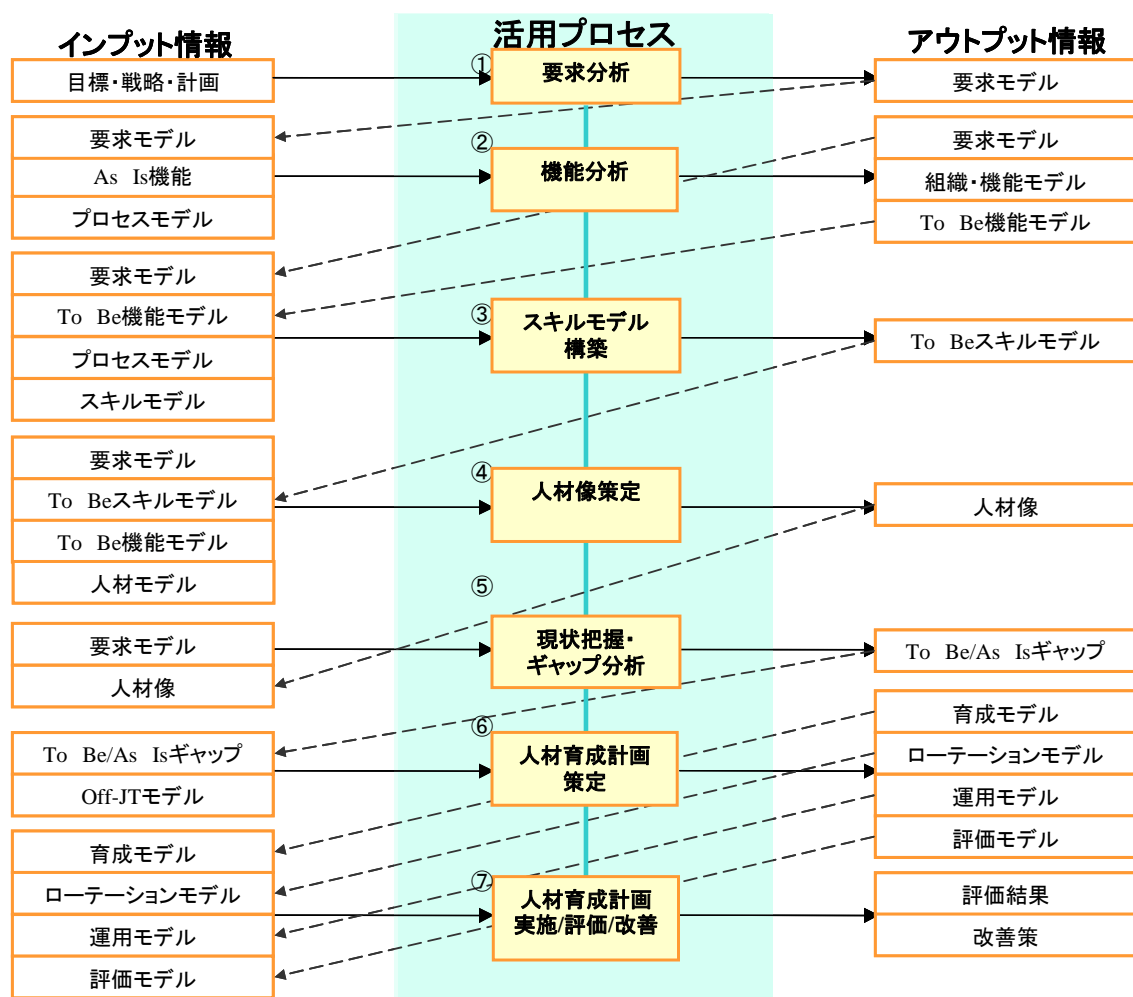 インプット情報
活用プロセス
アウトプット情報
目標・戦略・計画
①
要求分析
要求モデル
要求モデル
As Is機能
プロセスモデル
②
機能分析
要求モデル
組織・機能モデル
To Be機能モデル
要求モデル
To Be機能モデル
プロセスモデル
スキルモデル
③
スキルモデル
構築
To Beスキルモデル
要求モデル
To Beスキルモデル
To Be機能モデル
人材モデル
④
人材像策定
人材像
要求モデル
人材像
⑤
現状把握・
ギャップ分析
To Be/As Isギャップ
To Be/As Isギャップ
Off-JTモデル
⑥
人材育成計画
策定
育成モデル
ローテーションモデル
運用モデル
評価モデル
育成モデル
ローテーションモデル
運用モデル
評価モデル
⑦
人材育成計画
実施/評価/改善
評価結果
改善策